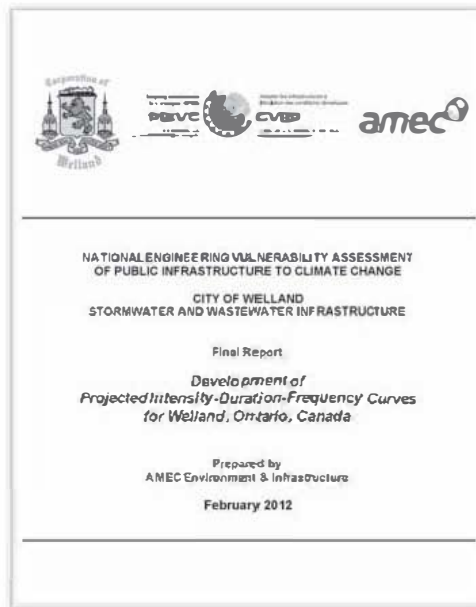 Corporation of
Welland
PIEVC CVIIP
amec
NATIONAL ENGINEERING VULNERABILITY ASSESSMENT
OF PUBLIC INFRASTRUCTURE TO CLIMATE CHANGE
CITY OF WELLAND
STORMWATER AND WASTEWATER INFRASTRUCTURE
Final Report
Development of
Projected Intensity-Duration-Frequency Curves
for Welland, Ontario, Canada
Prepared by
AMEC Environment & Infrastructure
February 2012